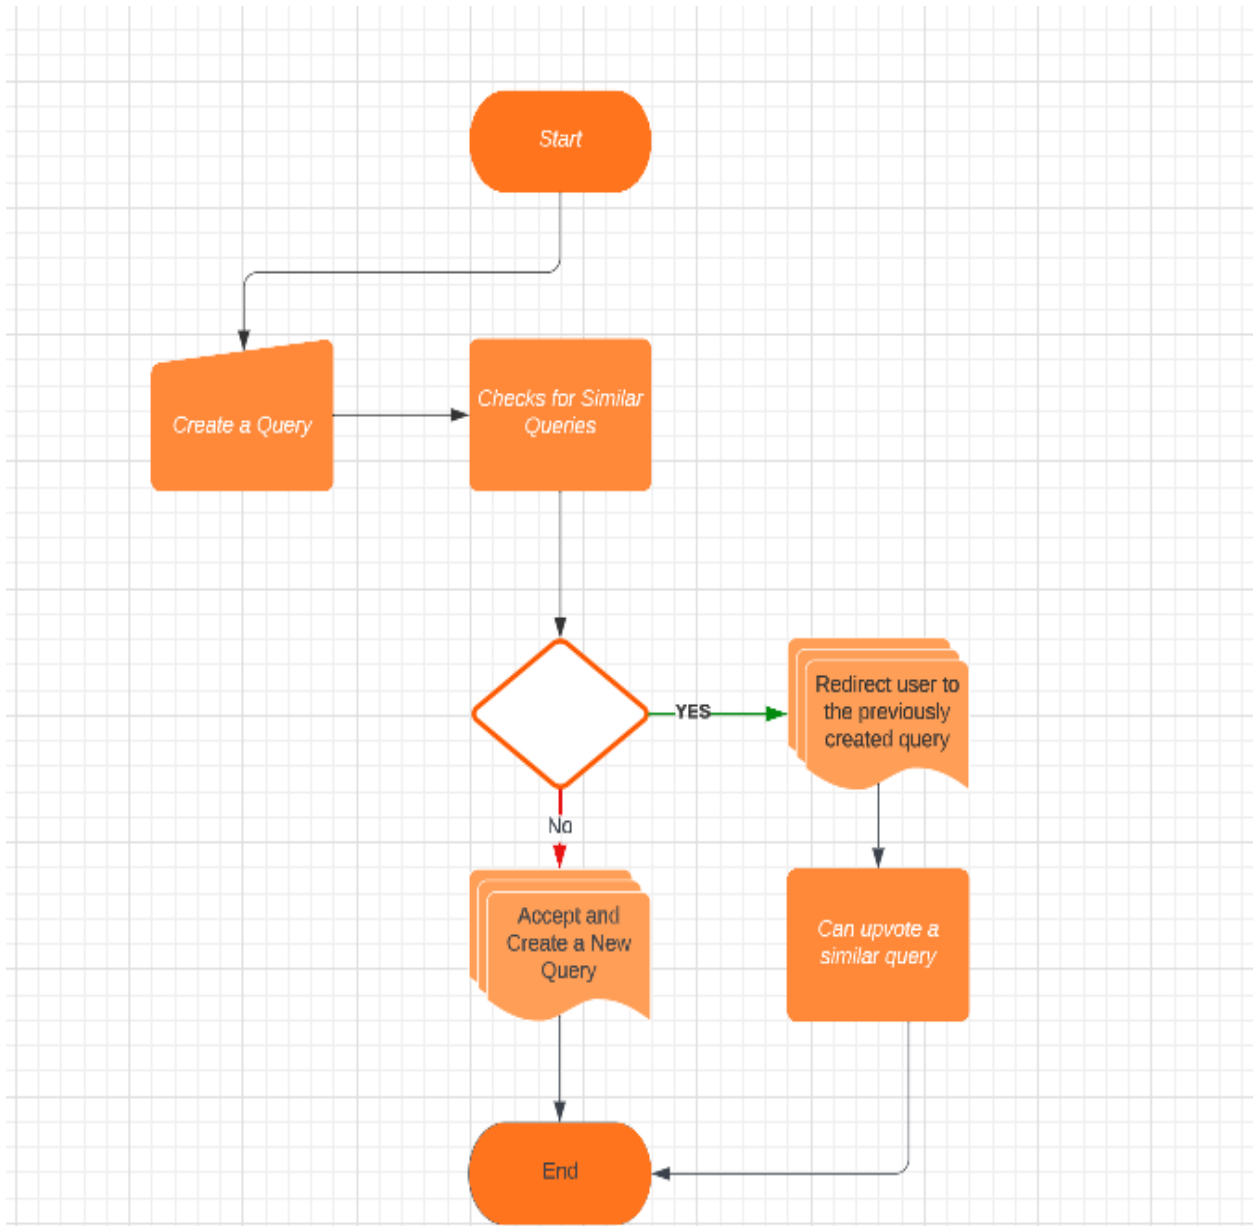 Start
Create a Query
Checks for Similar
Queries
YES
Redirect user to
the previously
created query
No
Accept and
Create a New
Query
Can upvote a
similar query
End